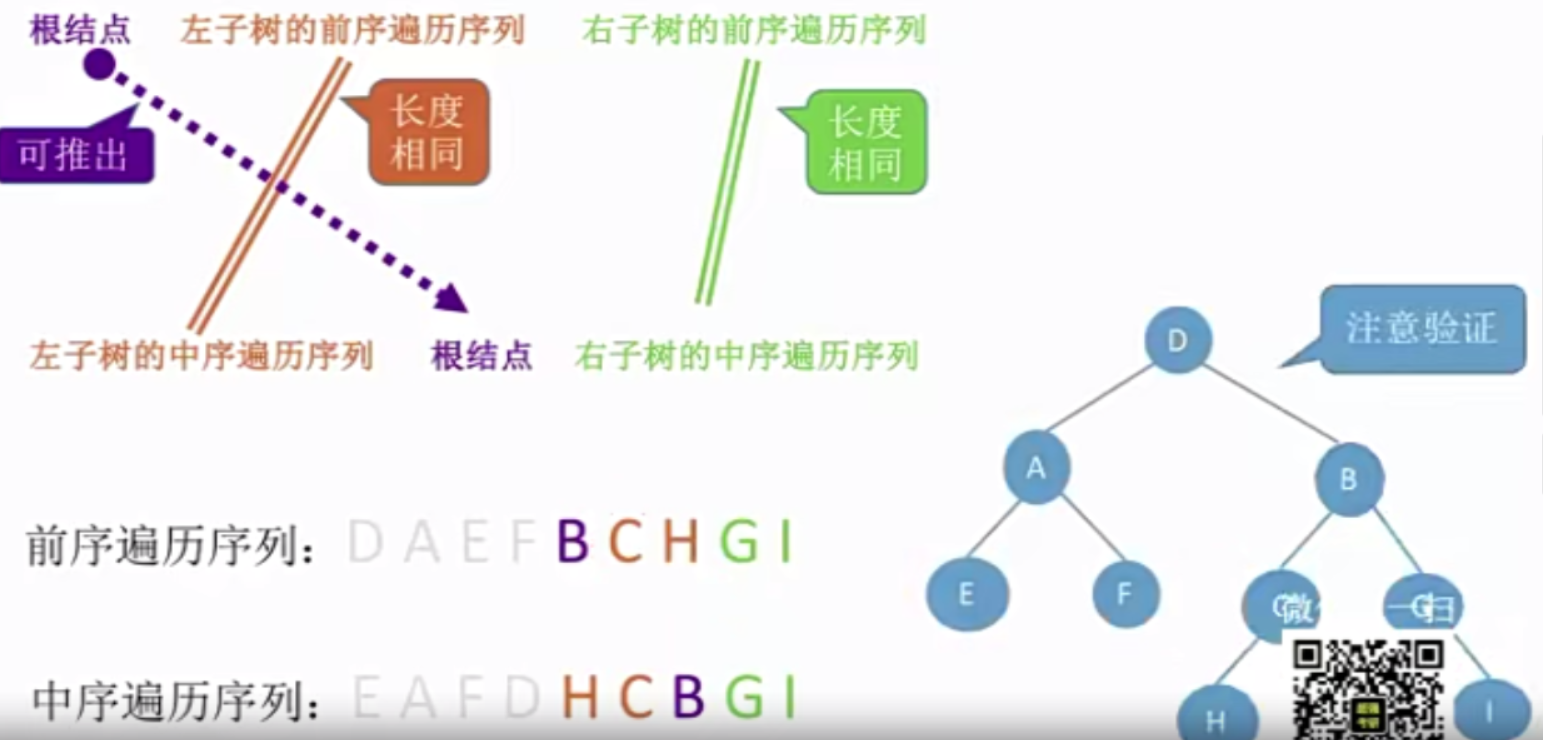 根结点 左子树的前序遍历序列 右子树的前序遍历序列
可推出
长度
相同
长度
相同
左子树的中序遍历序列 根结点 右子树的中序遍历序列
注意验证
D
A
B
E
F
C微
G扫
H
I
前序遍历序列：D A E F B C H G I
中序遍历序列：E A F D H C B G I